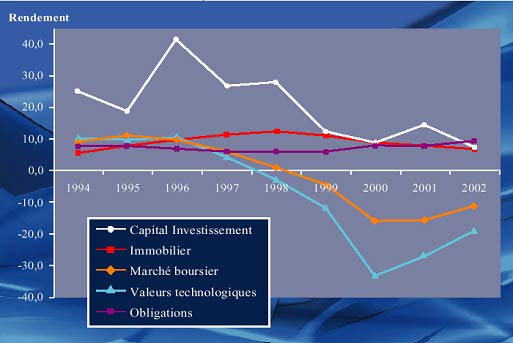 Rendement
40,0
30,0
20,0
10,0
0,0
-10,0
-20,0
-30,0
-40,0
1994 1995 1996 1997 1998 1999 2000 2001 2002
Capital Investissement
Immobilier
Marché boursier
Valeurs technologiques
Obligations